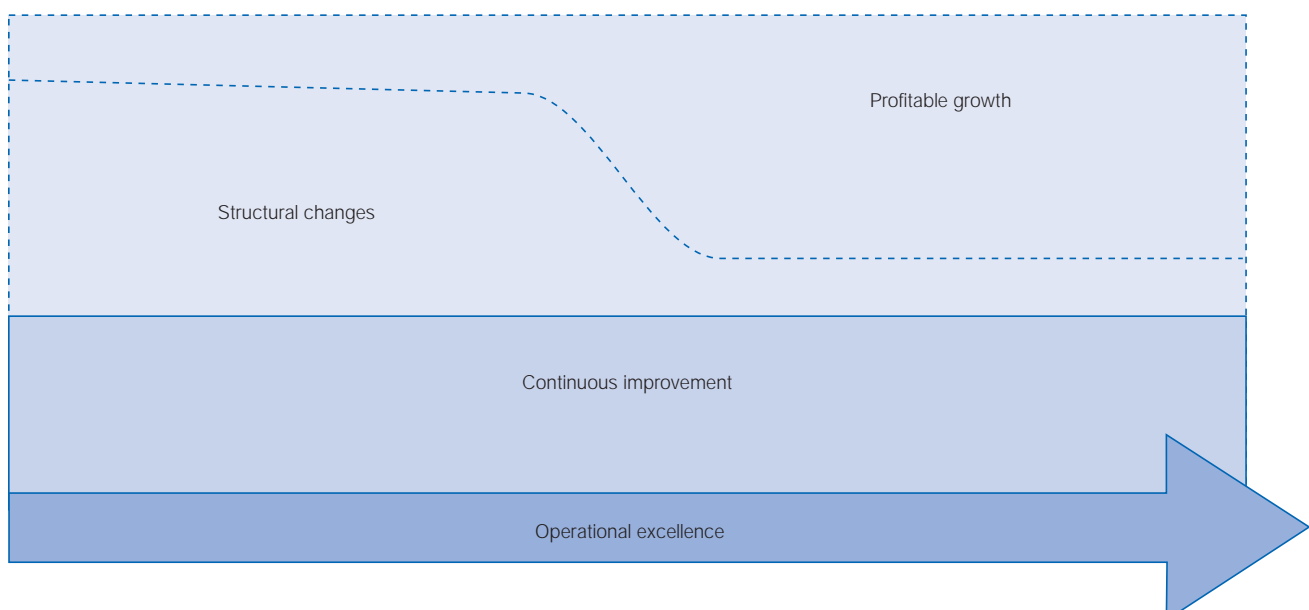 Profitable growth
Structural changes
Continuous improvement
Operational excellence